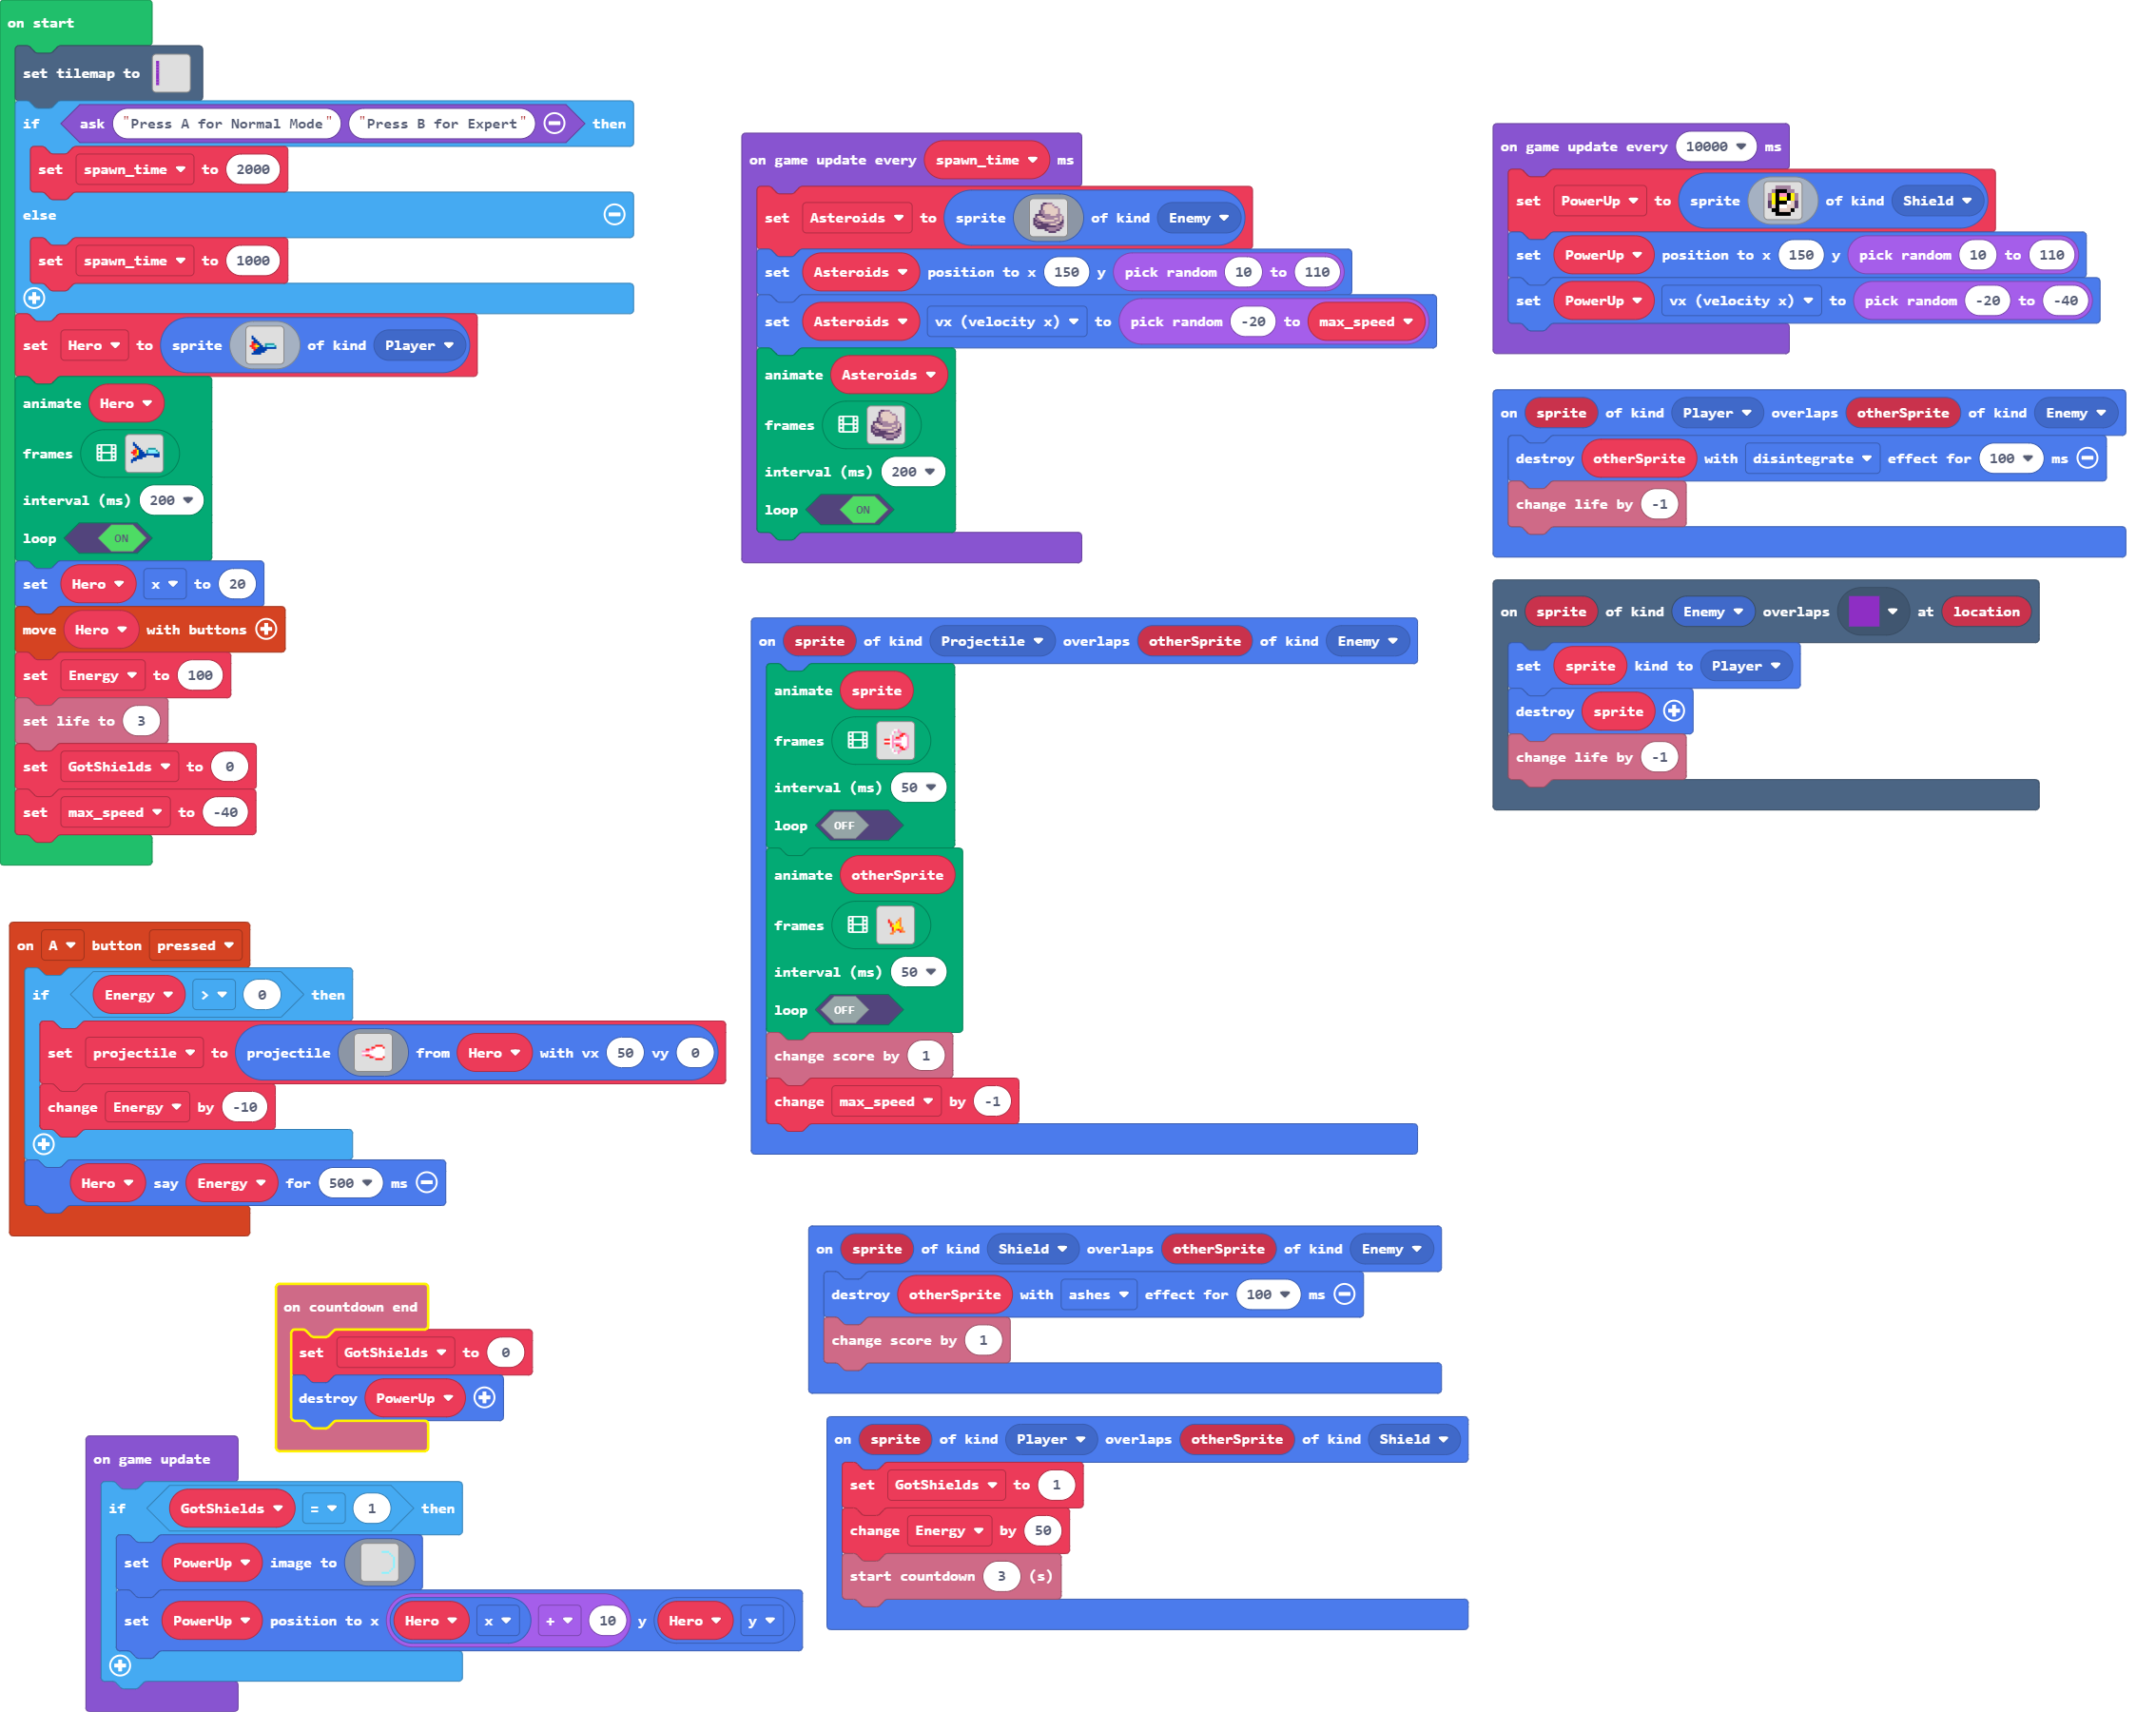 on start
set tilemap to
if ask "Press A for Normal Mode" "Press B for Expert" then
set spawn_time to 2000
else
set spawn_time to 1000
set Hero to sprite of kind Player
animate Hero
frames
interval (ms) 200
loop ON
set Hero x to 20
move Hero with buttons
set Energy to 100
set life to 3
set GotShields to 0
set max_speed to -40
on A button pressed
if Energy > 0 then
set projectile to projectile from Hero with vx 50 vy 0
change Energy by -10
Hero say Energy for 500 ms
on countdown end
set GotShields to 0
destroy PowerUp
on game update
if GotShields = 1 then
set PowerUp image to
set PowerUp position to x Hero x + 10 y Hero y
on game update every spawn_time ms
set Asteroids to sprite of kind Enemy
set Asteroids position to x 150 y pick random 10 to 110
set Asteroids vx (velocity x) to pick random -20 to max_speed
animate Asteroids
frames
interval (ms) 200
loop ON
on sprite of kind Projectile overlaps otherSprite of kind Enemy
animate sprite
frames
interval (ms) 50
loop OFF
animate otherSprite
frames
interval (ms) 50
loop OFF
change score by 1
change max_speed by -1
on sprite of kind Shield overlaps otherSprite of kind Enemy
destroy otherSprite with ashes effect for 100 ms
change score by 1
on sprite of kind Player overlaps otherSprite of kind Shield
set GotShields to 1
change Energy by 50
start countdown 3 (s)
on game update every 10000 ms
set PowerUp to sprite P of kind Shield
set PowerUp position to x 150 y pick random 10 to 110
set PowerUp vx (velocity x) to pick random -20 to -40
on sprite of kind Player overlaps otherSprite of kind Enemy
destroy otherSprite with disintegrate effect for 100 ms
change life by -1
on sprite of kind Enemy overlaps at location
set sprite kind to Player
destroy sprite
change life by -1